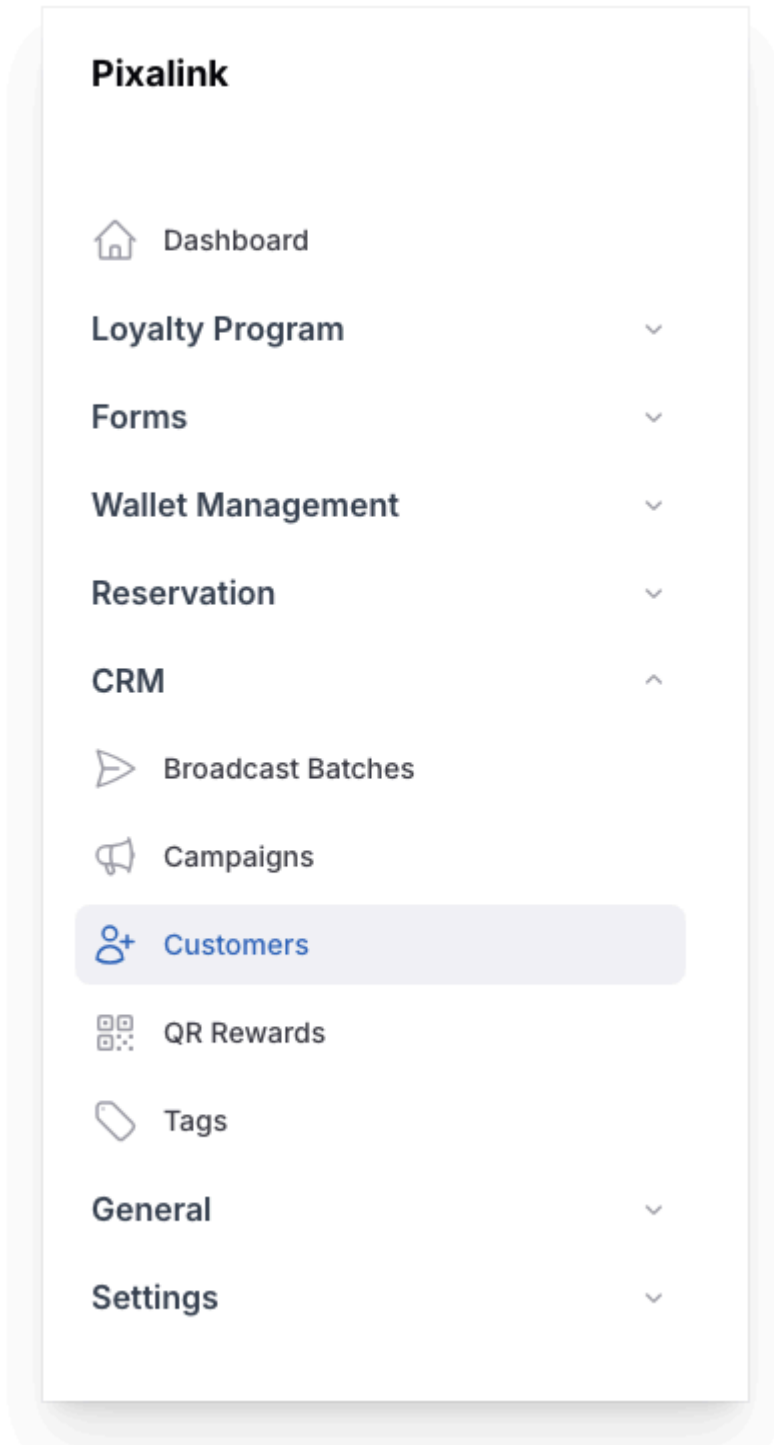 Pixalink
Dashboard
Loyalty Program
Forms
Wallet Management
Reservation
CRM
Broadcast Batches
Campaigns
Customers
QR Rewards
Tags
General
Settings